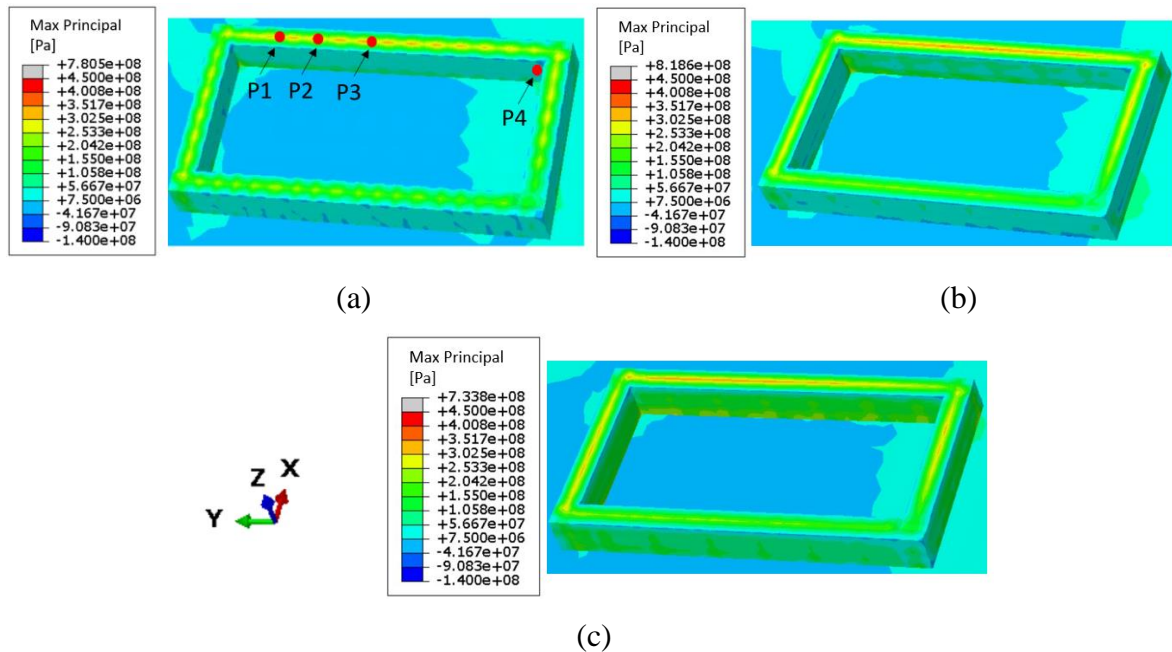 Max Principal
[Pa]
+7.805e+08
+4.500e+08
+4.008e+08
+3.517e+08
+3.025e+08
+2.533e+08
+2.042e+08
+1.550e+08
+1.058e+08
+5.667e+07
+7.500e+06
-4.167e+07
-9.083e+07
-1.400e+08
P1 P2 P3
P4
(a)
Max Principal
[Pa]
+8.186e+08
+4.500e+08
+4.008e+08
+3.517e+08
+3.025e+08
+2.533e+08
+2.042e+08
+1.550e+08
+1.058e+08
+5.667e+07
+7.500e+06
-4.167e+07
-9.083e+07
-1.400e+08
(b)
Max Principal
[Pa]
+7.338e+08
+4.500e+08
+4.008e+08
+3.517e+08
+3.025e+08
+2.533e+08
+2.042e+08
+1.550e+08
+1.058e+08
+5.667e+07
+7.500e+06
-4.167e+07
-9.083e+07
-1.400e+08
Z X
Y
(c)